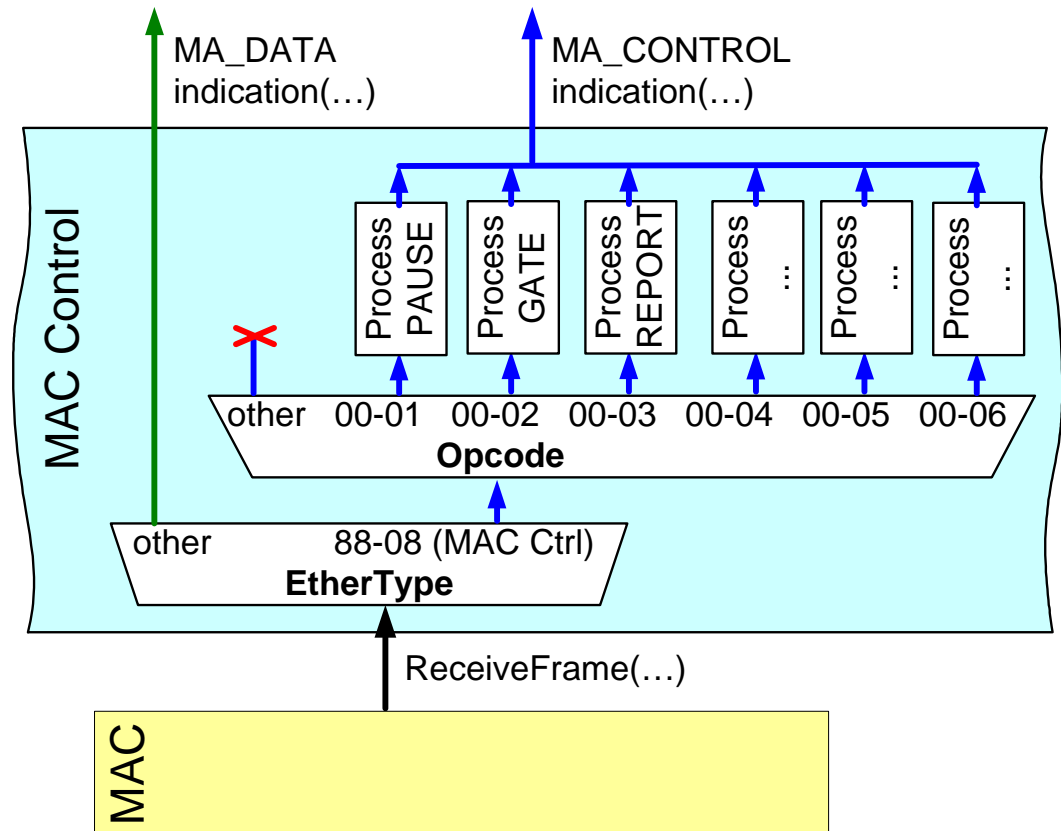 MA_DATA
indication(…)
MA_CONTROL
indication(…)
MAC Control
Process
PAUSE
Process
GATE
Process
REPORT
Process
...
Process
...
Process
...
other 00-01 00-02 00-03 00-04 00-05 00-06
Opcode
other 88-08 (MAC Ctrl)
EtherType
ReceiveFrame(…)
MAC